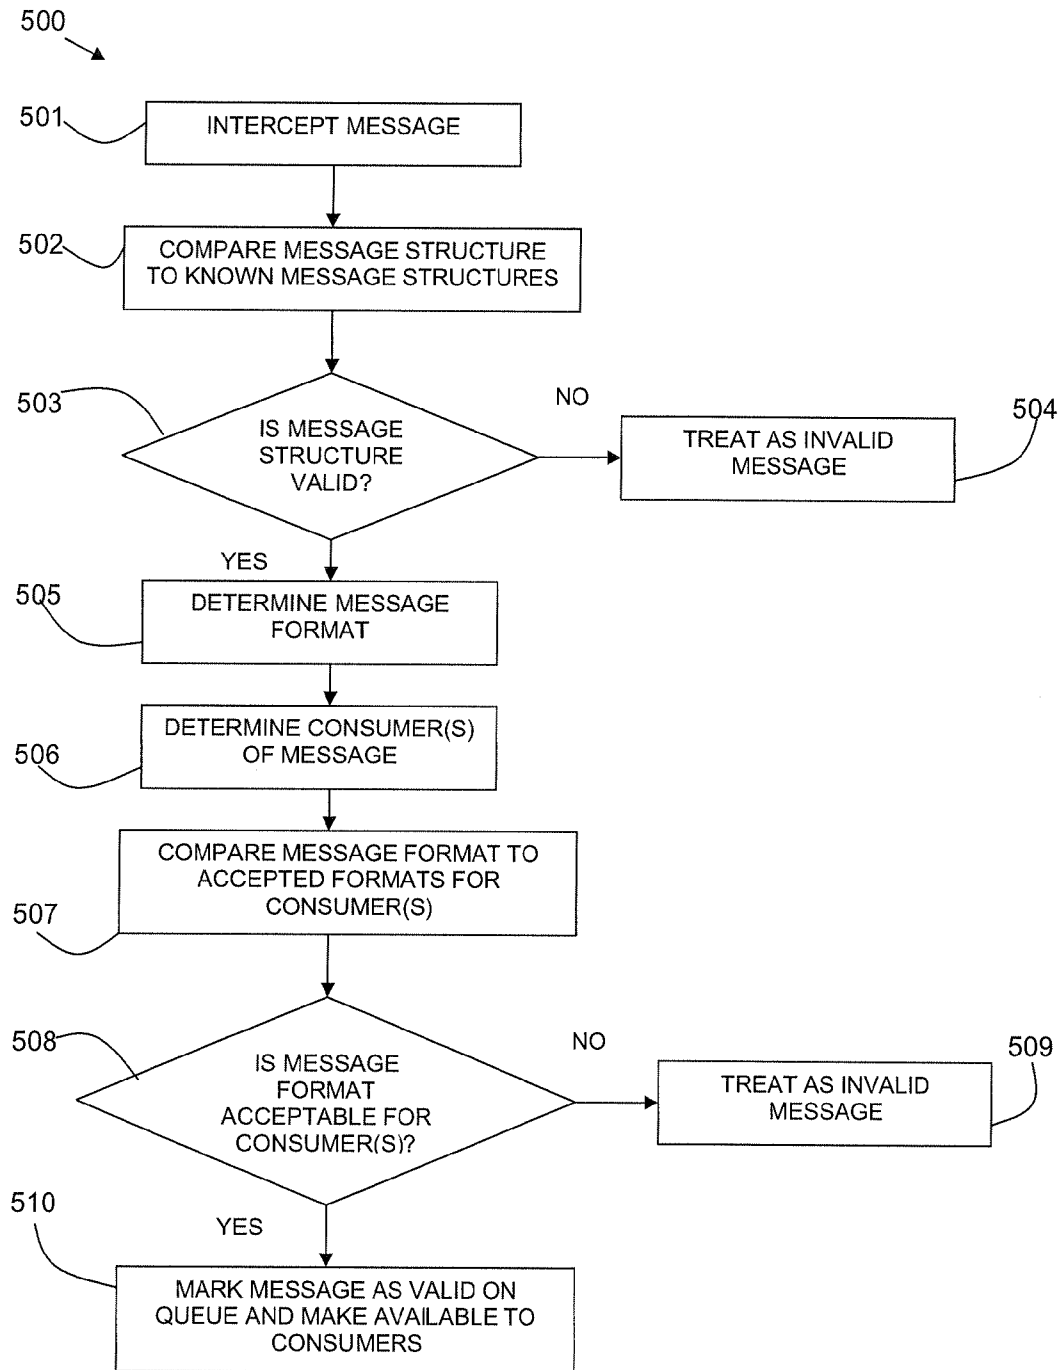 500
501
INTERCEPT MESSAGE
502
COMPARE MESSAGE STRUCTURE
TO KNOWN MESSAGE STRUCTURES
503
IS MESSAGE
STRUCTURE
VALID?
NO
504
TREAT AS INVALID
MESSAGE
YES
505
DETERMINE MESSAGE
FORMAT
506
DETERMINE CONSUMER(S)
OF MESSAGE
507
COMPARE MESSAGE FORMAT TO
ACCEPTED FORMATS FOR
CONSUMER(S)
508
IS MESSAGE
FORMAT
ACCEPTABLE FOR
CONSUMER(S)?
NO
509
TREAT AS INVALID
MESSAGE
YES
510
MARK MESSAGE AS VALID ON
QUEUE AND MAKE AVAILABLE TO
CONSUMERS